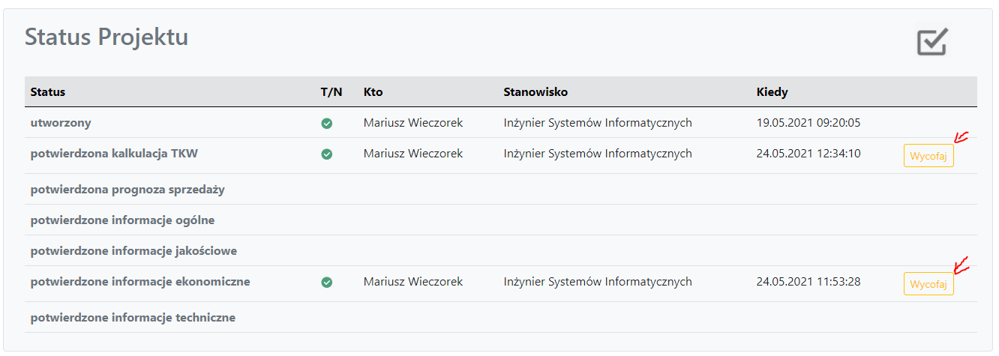 Status Projektu
Status T/N Kto Stanowisko Kiedy
utworzony Mariusz Wieczorek Inżynier Systemów Informatycznych 19.05.2021 09:20:05
potwierdzona kalkulacja TKW Mariusz Wieczorek Inżynier Systemów Informatycznych 24.05.2021 12:34:10 Wycofaj
potwierdzona prognoza sprzedaży
potwierdzone informacje ogólne
potwierdzone informacje jakościowe
potwierdzone informacje ekonomiczne Mariusz Wieczorek Inżynier Systemów Informatycznych 24.05.2021 11:53:28 Wycofaj
potwierdzone informacje techniczne